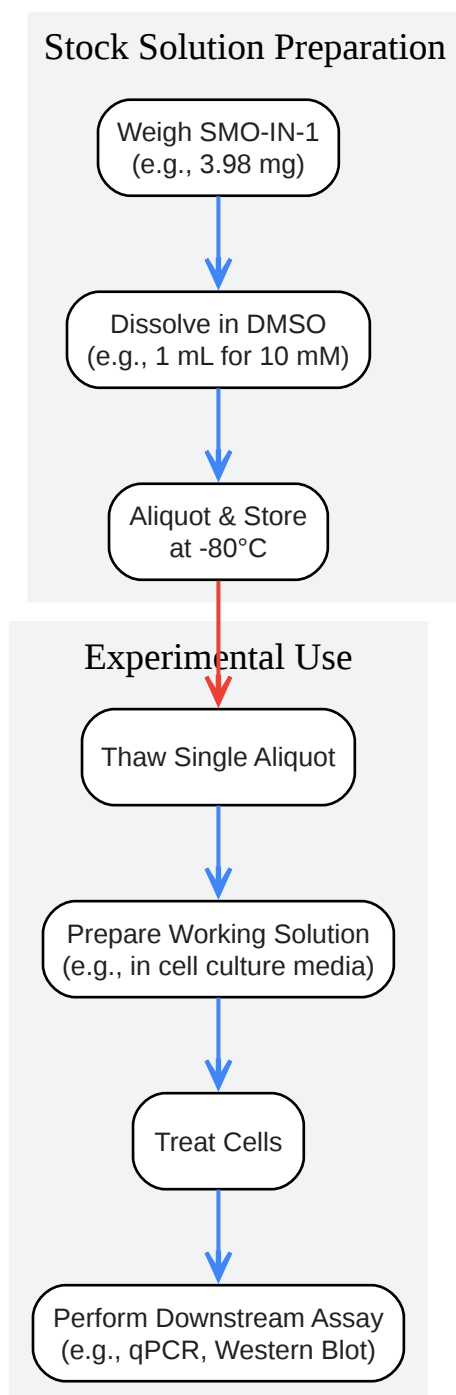 Stock Solution Preparation
Weigh SMO-IN-1
(e.g., 3.98 mg)
Dissolve in DMSO
(e.g., 1 mL for 10 mM)
Aliquot & Store
at -80°C
Experimental Use
Thaw Single Aliquot
Prepare Working Solution
(e.g., in cell culture media)
Treat Cells
Perform Downstream Assay
(e.g., qPCR, Western Blot)